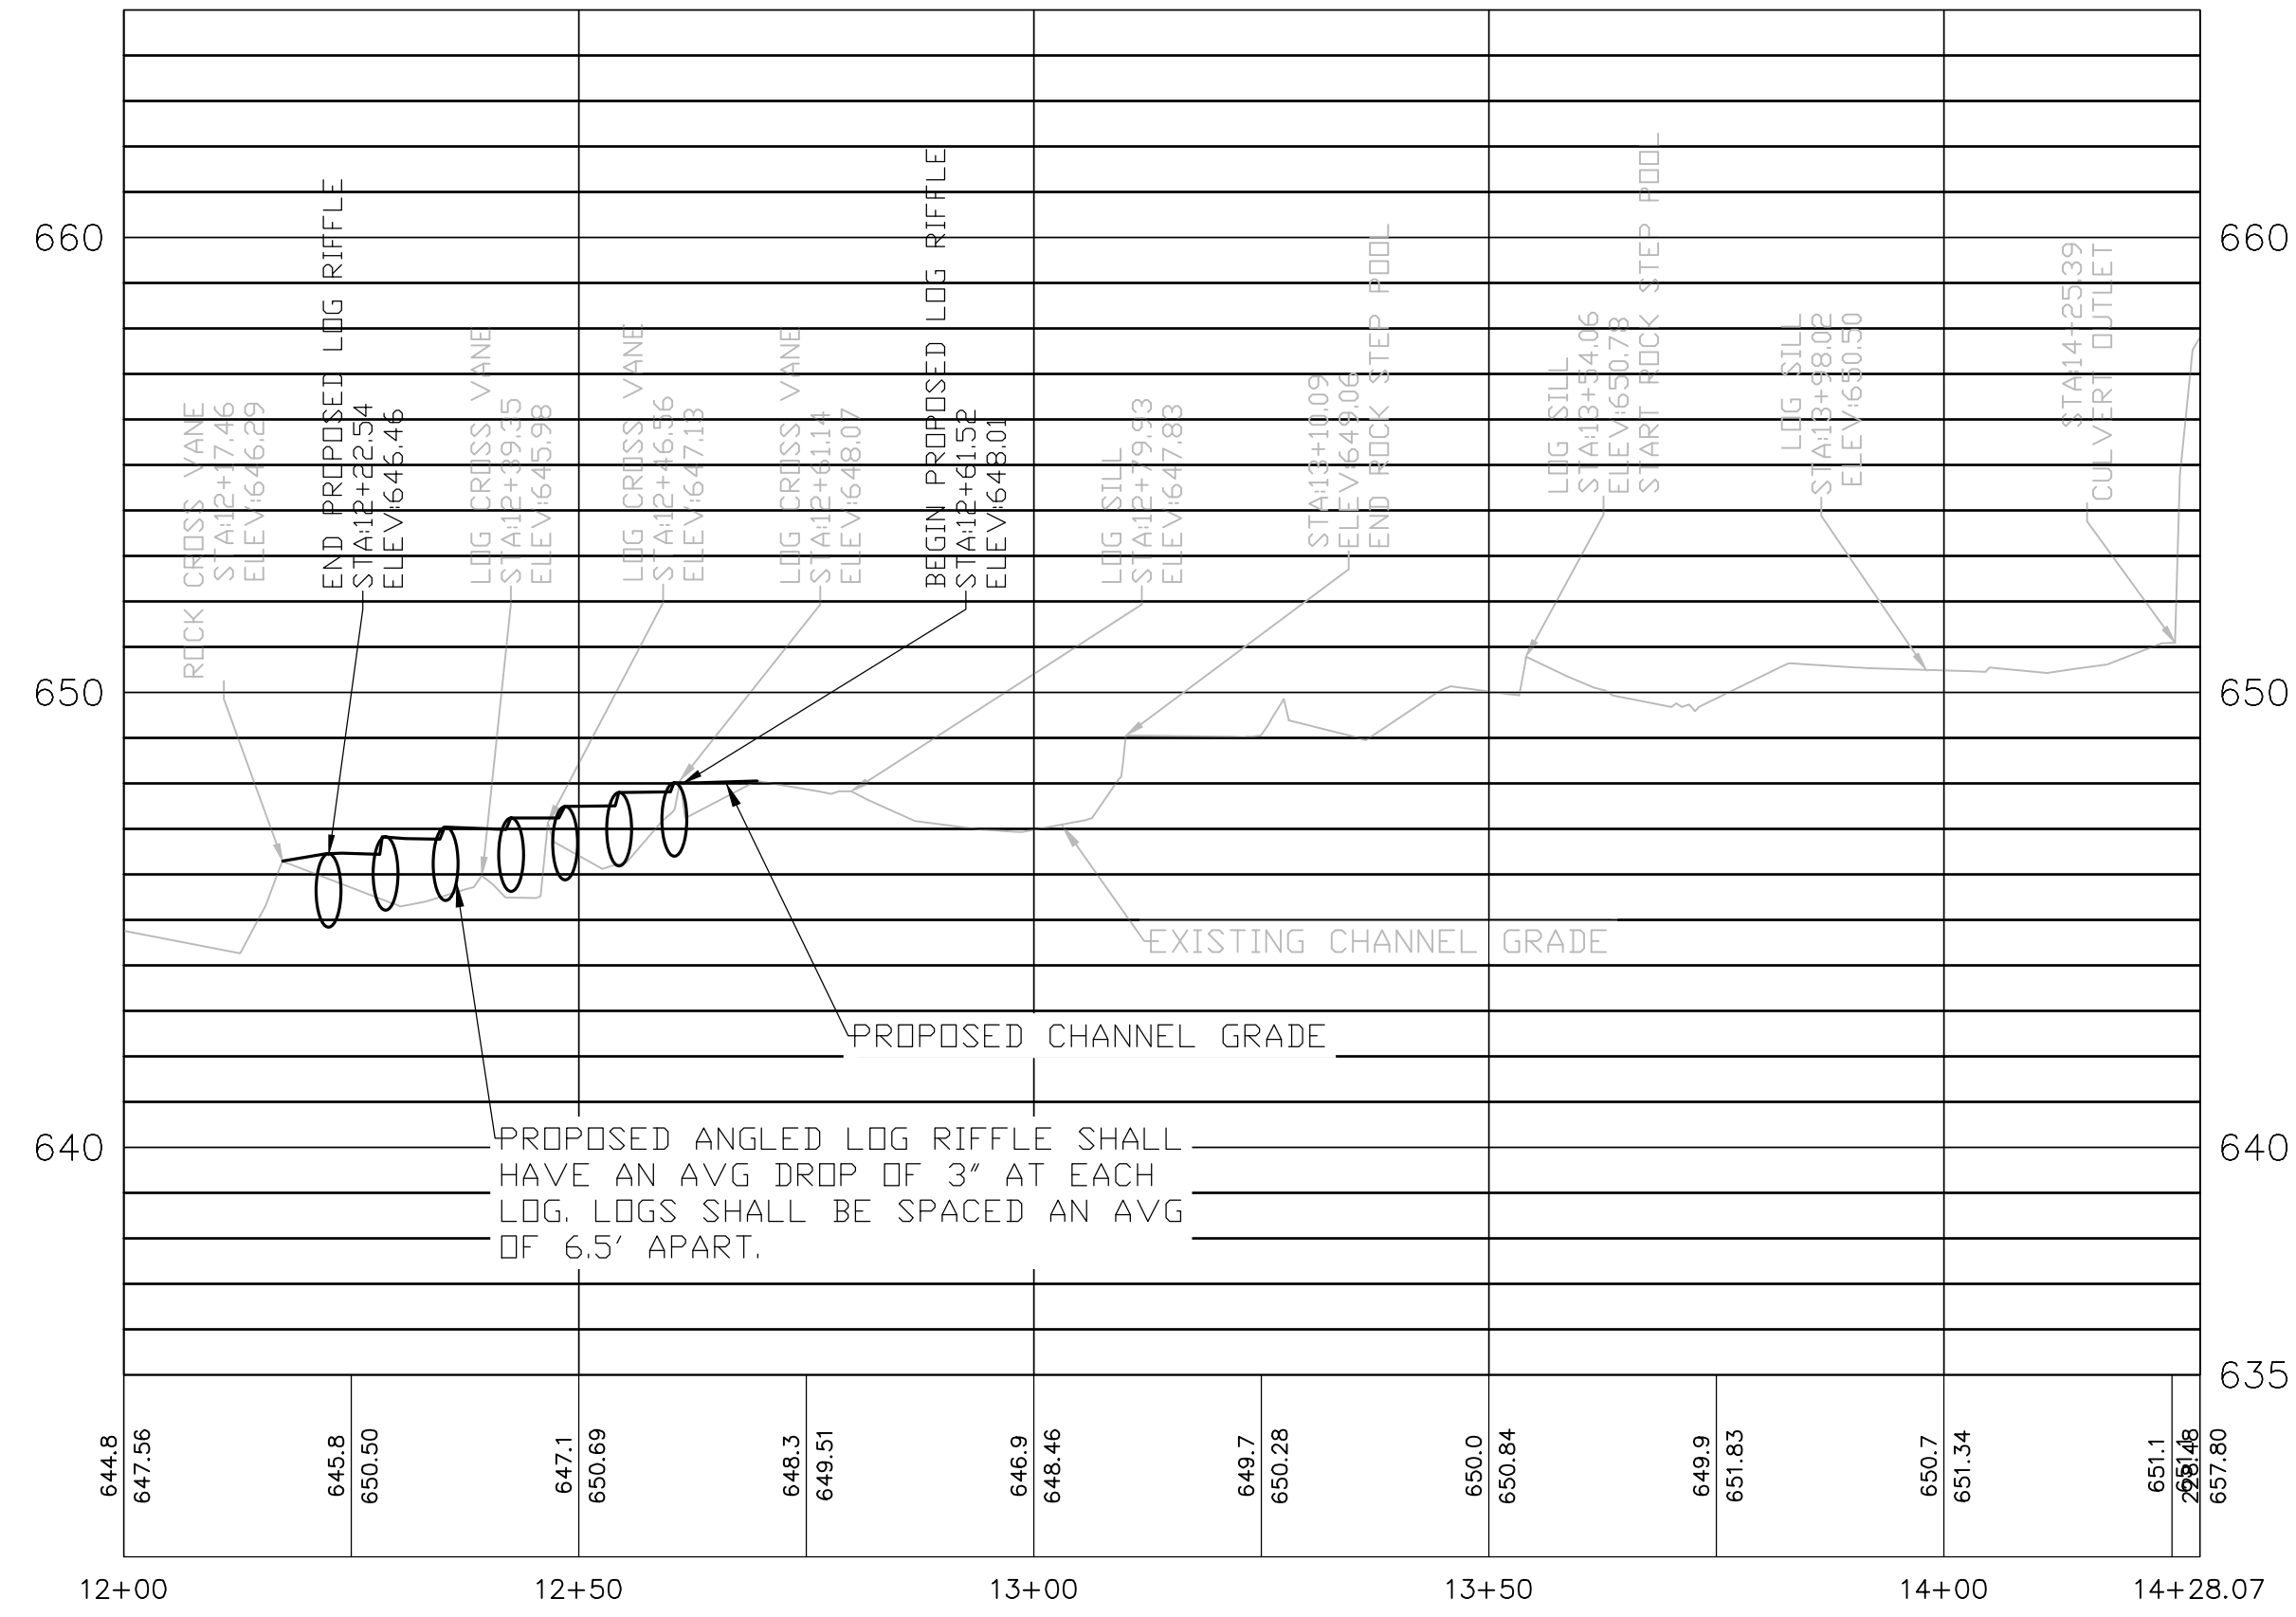 660
650
640
660
650
640
635
ROCK CROSS VANE
STA:12+17.46
ELEV:646.29
END PROPOSED LOG RIFFLE
STA:12+22.54
ELEV:646.46
LOG CROSS VANE
STA:12+39.35
ELEV:645.98
LOG CROSS VANE
STA:12+46.56
ELEV:647.13
LOG CROSS VANE
STA:12+61.14
ELEV:648.07
BEGIN PROPOSED LOG RIFFLE
STA:12+61.52
ELEV:648.01
LOG SILL
STA:12+79.93
ELEV:647.83
STA:13+10.09
ELEV:649.06
END ROCK STEP POOL
LOG SILL
STA:13+54.06
ELEV:650.73
START ROCK STEP POOL
LOG SILL
STA:13+98.02
ELEV:650.50
STA:14+25.39
CULVERT OUTLET
EXISTING CHANNEL GRADE
PROPOSED CHANNEL GRADE
PROPOSED ANGLED LOG RIFFLE SHALL
HAVE AN AVG DROP OF 3" AT EACH
LOG. LOGS SHALL BE SPACED AN AVG
OF 6.5' APART.
644.8
647.56
645.8
650.50
647.1
650.69
648.3
649.51
646.9
648.46
649.7
650.28
650.0
650.84
649.9
651.83
650.7
651.34
651.1
657.80
12+00
12+50
13+00
13+50
14+00
14+28.07